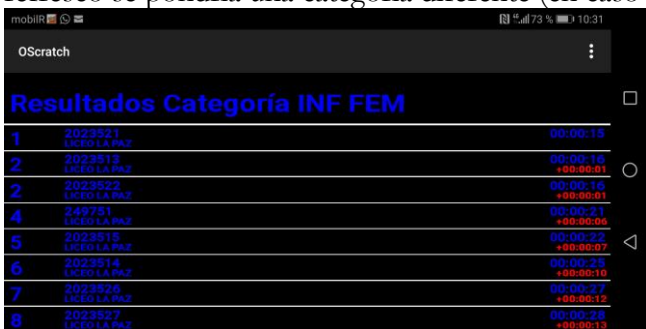 mobilR 73 % 10:31
OScratch
Resultados Categoría INF FEM
1 2023521 00:00:15
LICEO LA PAZ
2 2023513 00:00:16
LICEO LA PAZ +00:00:01
2 2023522 00:00:16
LICEO LA PAZ +00:00:01
4 249751 00:00:21
LICEO LA PAZ +00:00:06
5 2023515 00:00:22
LICEO LA PAZ +00:00:07
6 2023514 00:00:25
LICEO LA PAZ +00:00:10
7 2023526 00:00:27
LICEO LA PAZ +00:00:12
8 2023527 00:00:28
LICEO LA PAZ +00:00:13